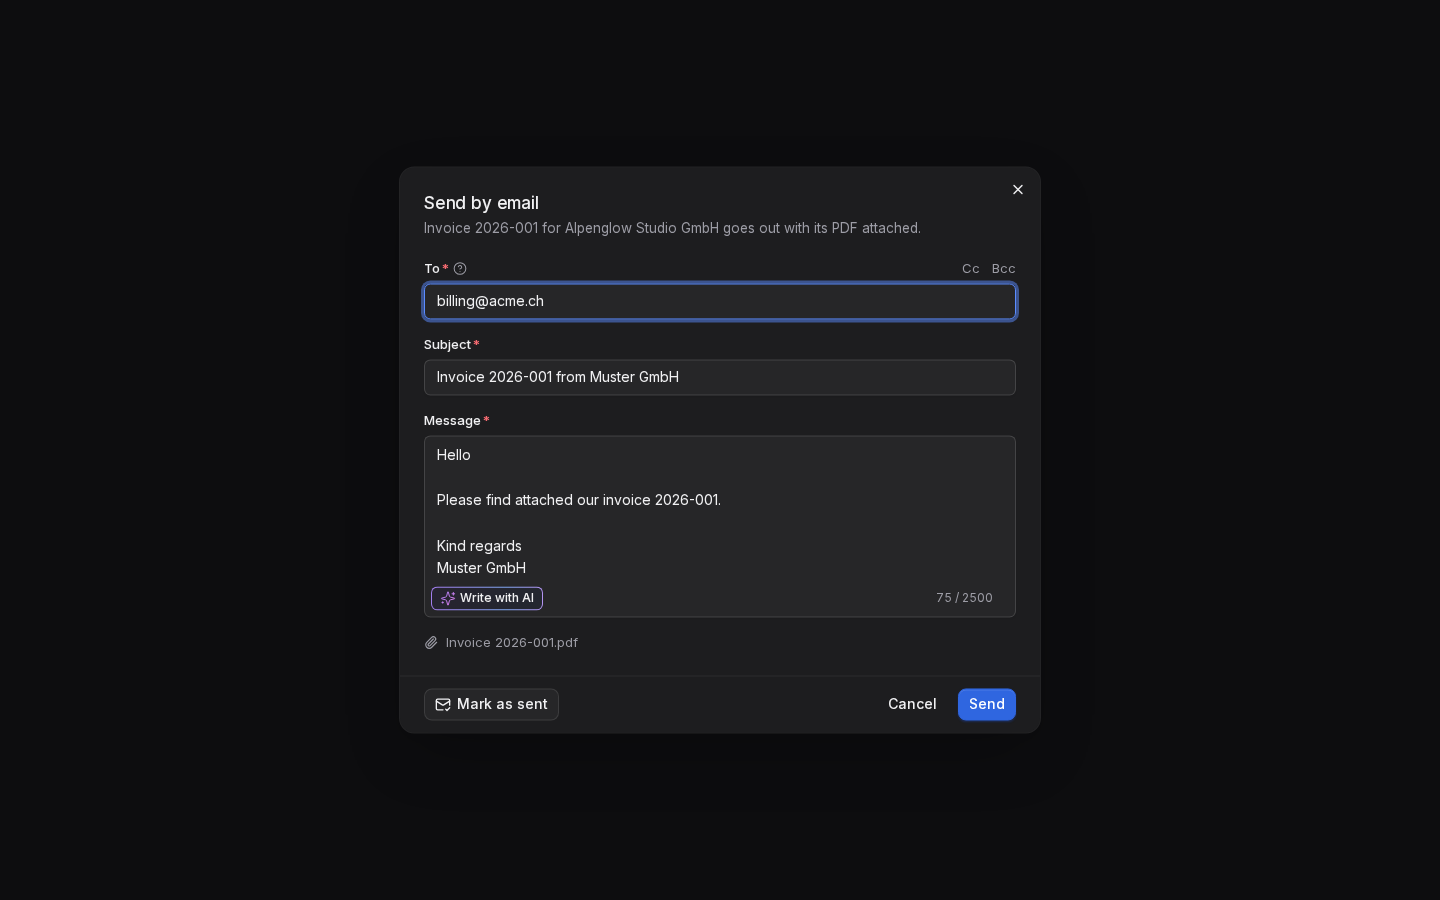 Send by email
Invoice 2026-001 for Alpenglow Studio GmbH goes out with its PDF attached.
To * Cc Bcc
billing@acme.ch
Subject *
Invoice 2026-001 from Muster GmbH
Message *
Hello
Please find attached our invoice 2026-001.
Kind regards
Muster GmbH
Write with AI 75 / 2500
Invoice 2026-001.pdf
Mark as sent Cancel Send